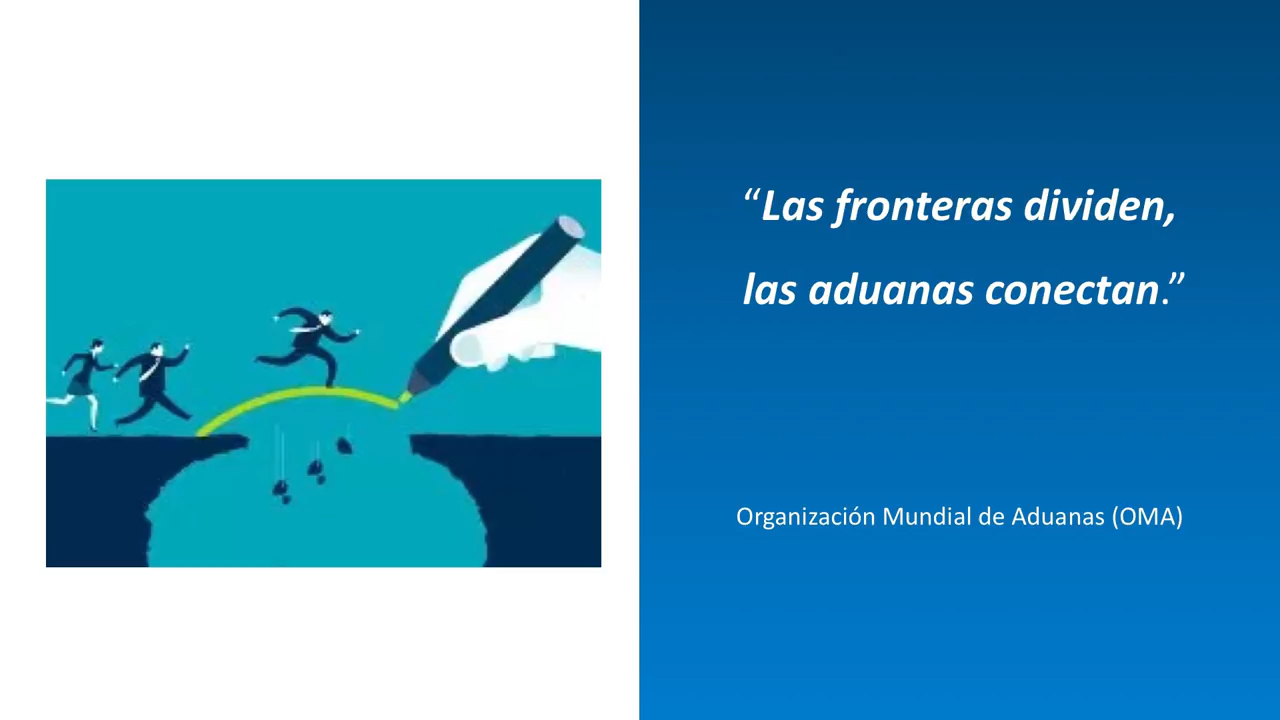 “Las fronteras dividen,
las aduanas conectan.”
Organización Mundial de Aduanas (OMA)